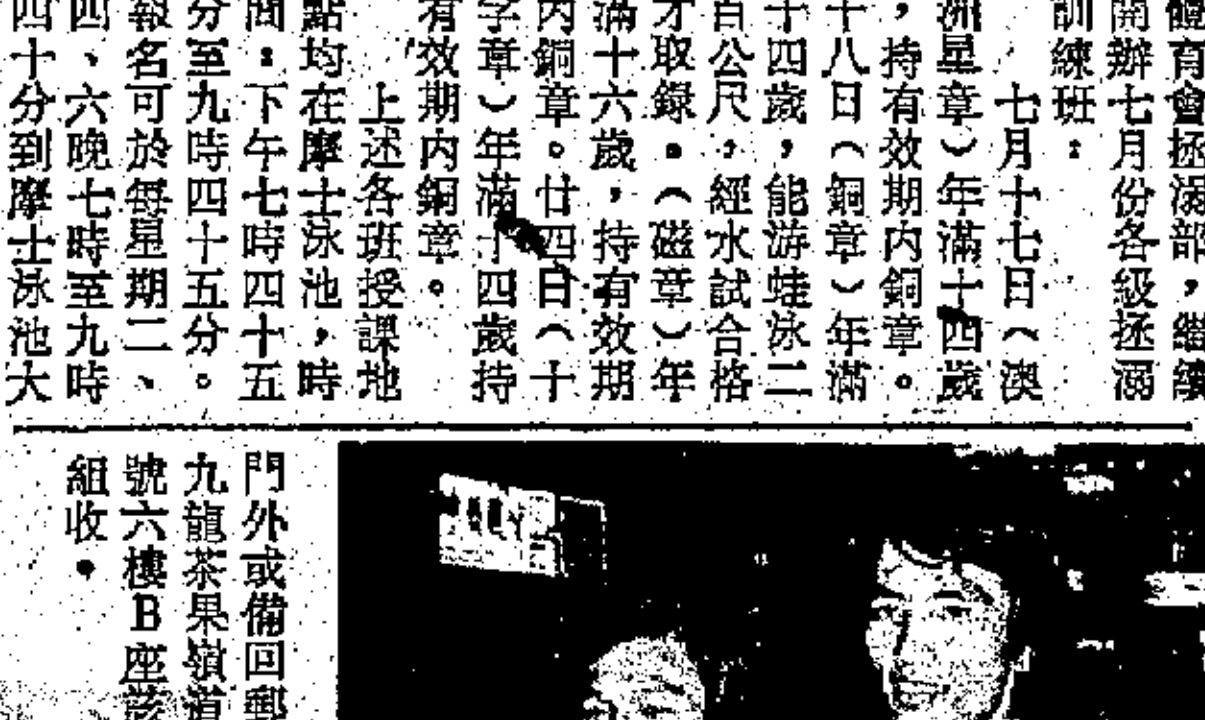 體育會拯溺部，繼續
開辦七月份各級拯溺
訓練班：
七月十七日（澳
洲星章）年滿十四歲
，持有效期內銅章。
十八日（銅章）年滿
十四歲，能游蛙泳二
百公尺，經水試合格
才取錄。（磁章）年
滿十六歲，持有效期
內銅章。廿四日（十
字章）年滿十四歲持
有效期內銅章。
上述各班授課地
點均在摩士泳池，時
間：下午七時四十五
分至九時四十五分。
報名可於每星期二、
四、六晚七時至九時
四十分到摩士泳池大
門外或備回郵
九龍茶果嶺道
號六樓B座該
組收。